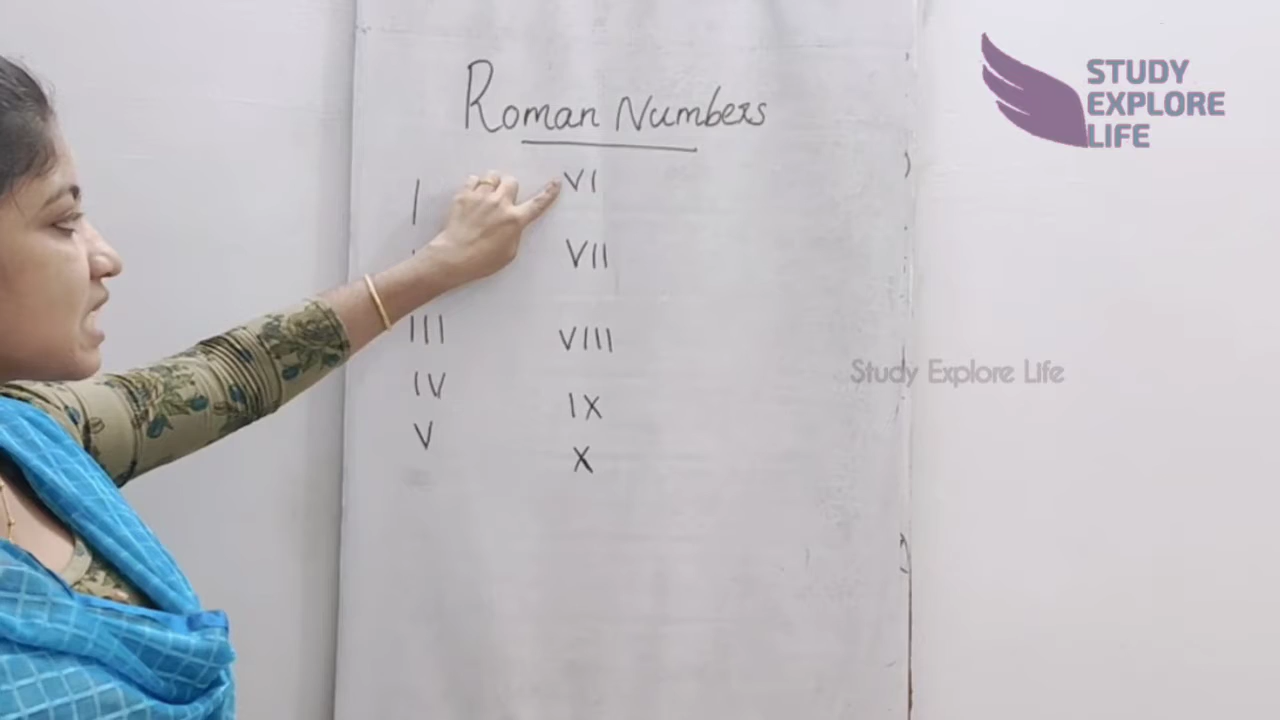 Roman Numbers
I
III
IV
V
VI
VII
VIII
IX
X
STUDY
EXPLORE
LIFE
Study Explore Life